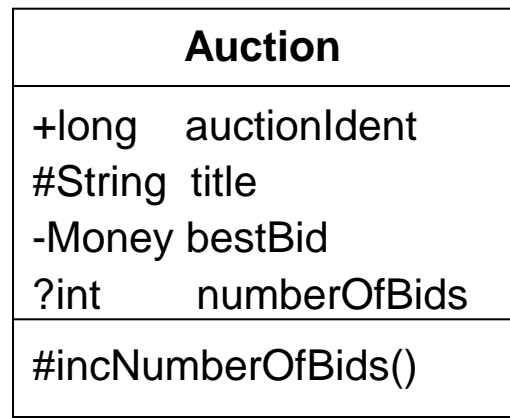 Auction
+long auctionIdent
#String title
-Money bestBid
?int numberOfBids
#incNumberOfBids()